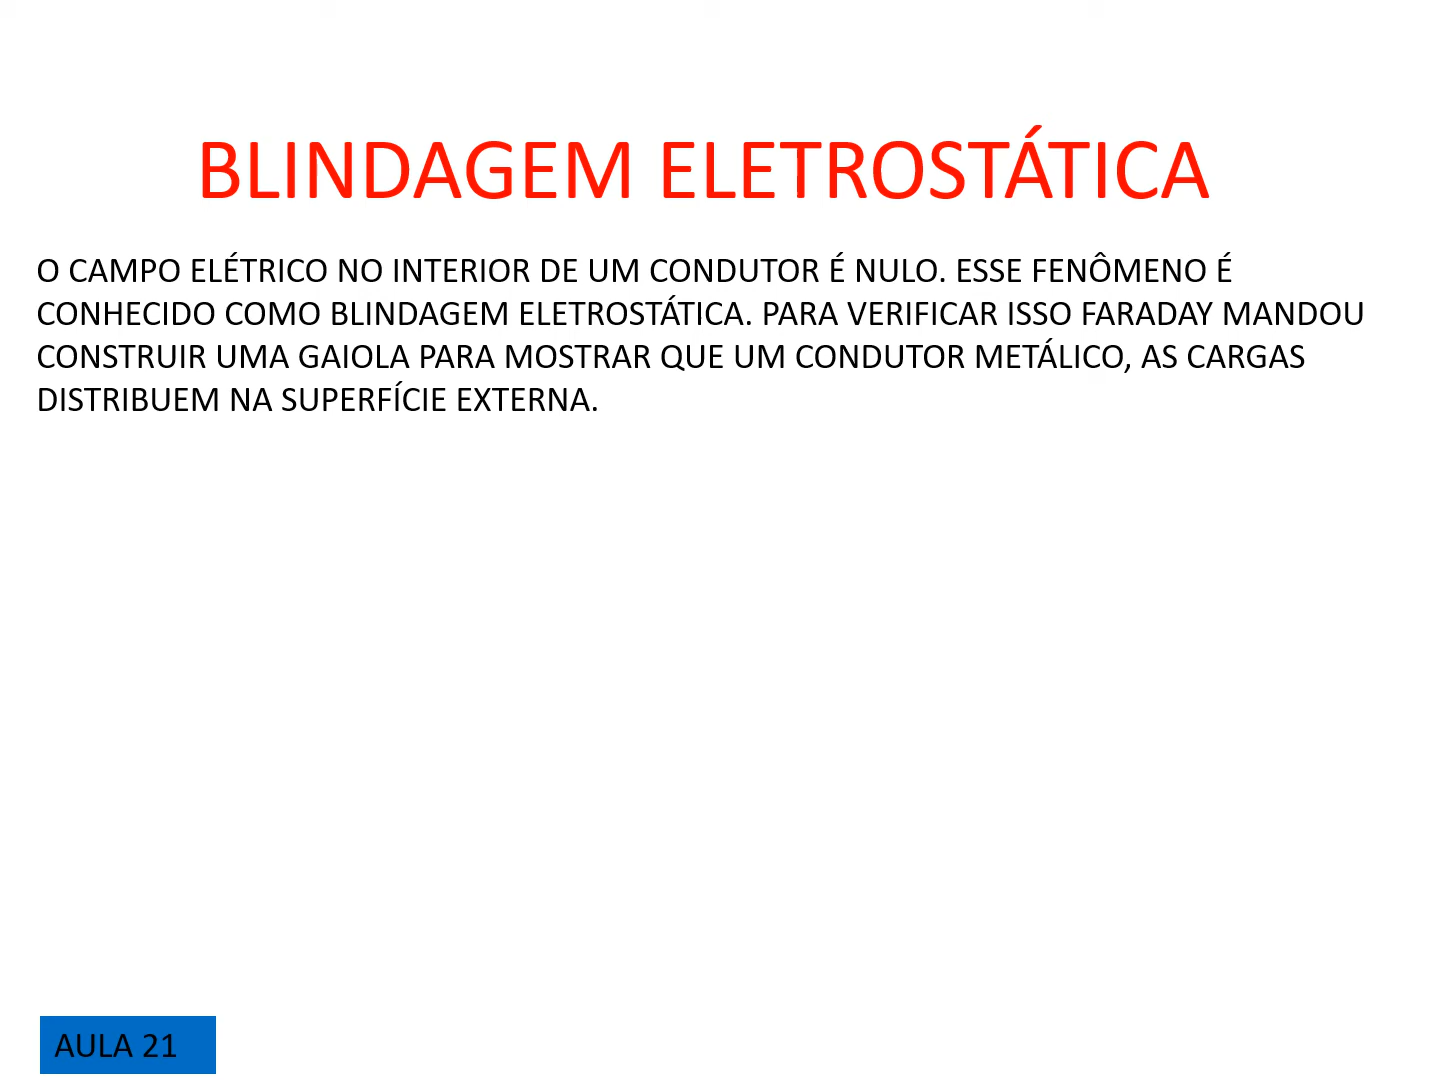 BLINDAGEM ELETROSTÁTICA
O CAMPO ELÉTRICO NO INTERIOR DE UM CONDUTOR É NULO. ESSE FENÔMENO É
CONHECIDO COMO BLINDAGEM ELETROSTÁTICA. PARA VERIFICAR ISSO FARADAY MANDOU
CONSTRUIR UMA GAIOLA PARA MOSTRAR QUE UM CONDUTOR METÁLICO, AS CARGAS
DISTRIBUEM NA SUPERFÍCIE EXTERNA.
AULA 21